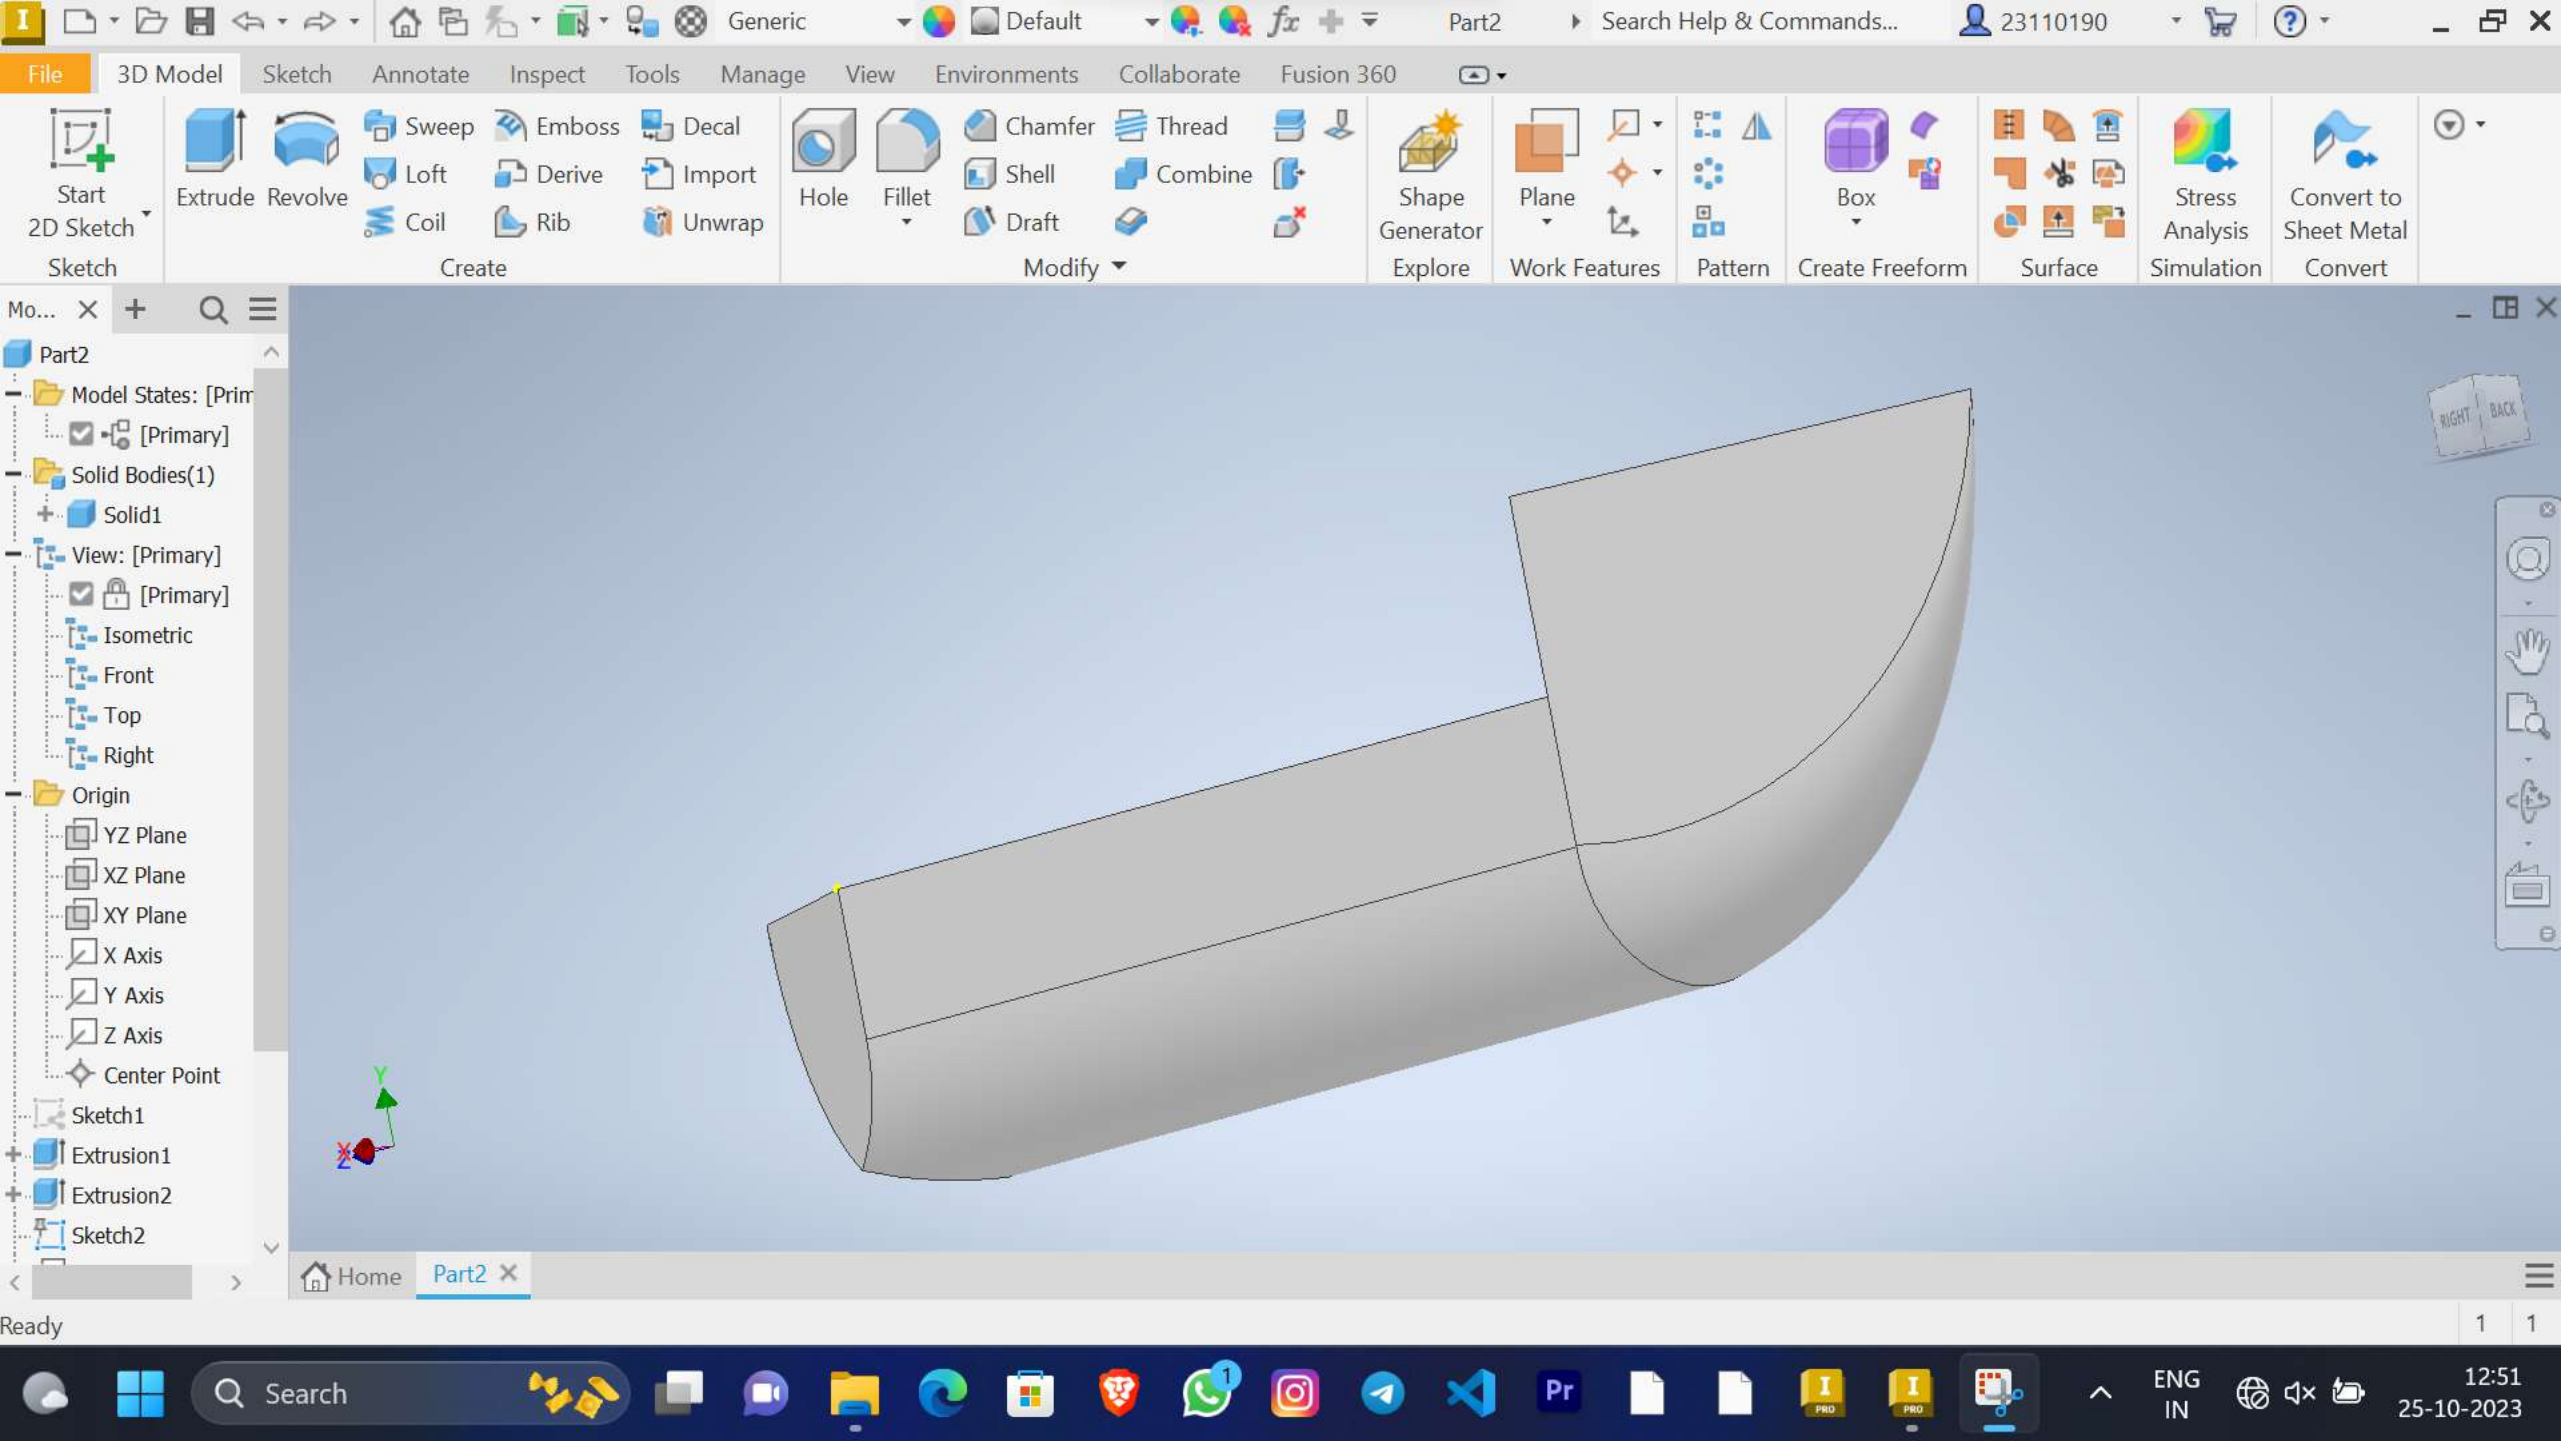 Generic
Default
Part2
Search Help & Commands...
23110190
File
3D Model
Sketch
Annotate
Inspect
Tools
Manage
View
Environments
Collaborate
Fusion 360
Start
2D Sketch
Extrude
Revolve
Sweep
Emboss
Decal
Loft
Derive
Import
Coil
Rib
Unwrap
Hole
Fillet
Chamfer
Thread
Shell
Combine
Draft
Shape
Generator
Plane
Box
Stress
Analysis
Convert to
Sheet Metal
Sketch
Create
Modify
Explore
Work Features
Pattern
Create Freeform
Surface
Simulation
Convert
Mo...
Part2
Model States: [Prim
[Primary]
Solid Bodies(1)
Solid1
View: [Primary]
[Primary]
Isometric
Front
Top
Right
Origin
YZ Plane
XZ Plane
XY Plane
X Axis
Y Axis
Z Axis
Center Point
Sketch1
Extrusion1
Extrusion2
Sketch2
RIGHT
BACK
Y
X
Z
Home
Part2
Ready
1 1
Search
1
Pr
I
PRO
I
PRO
ENG
IN
12:51
25-10-2023